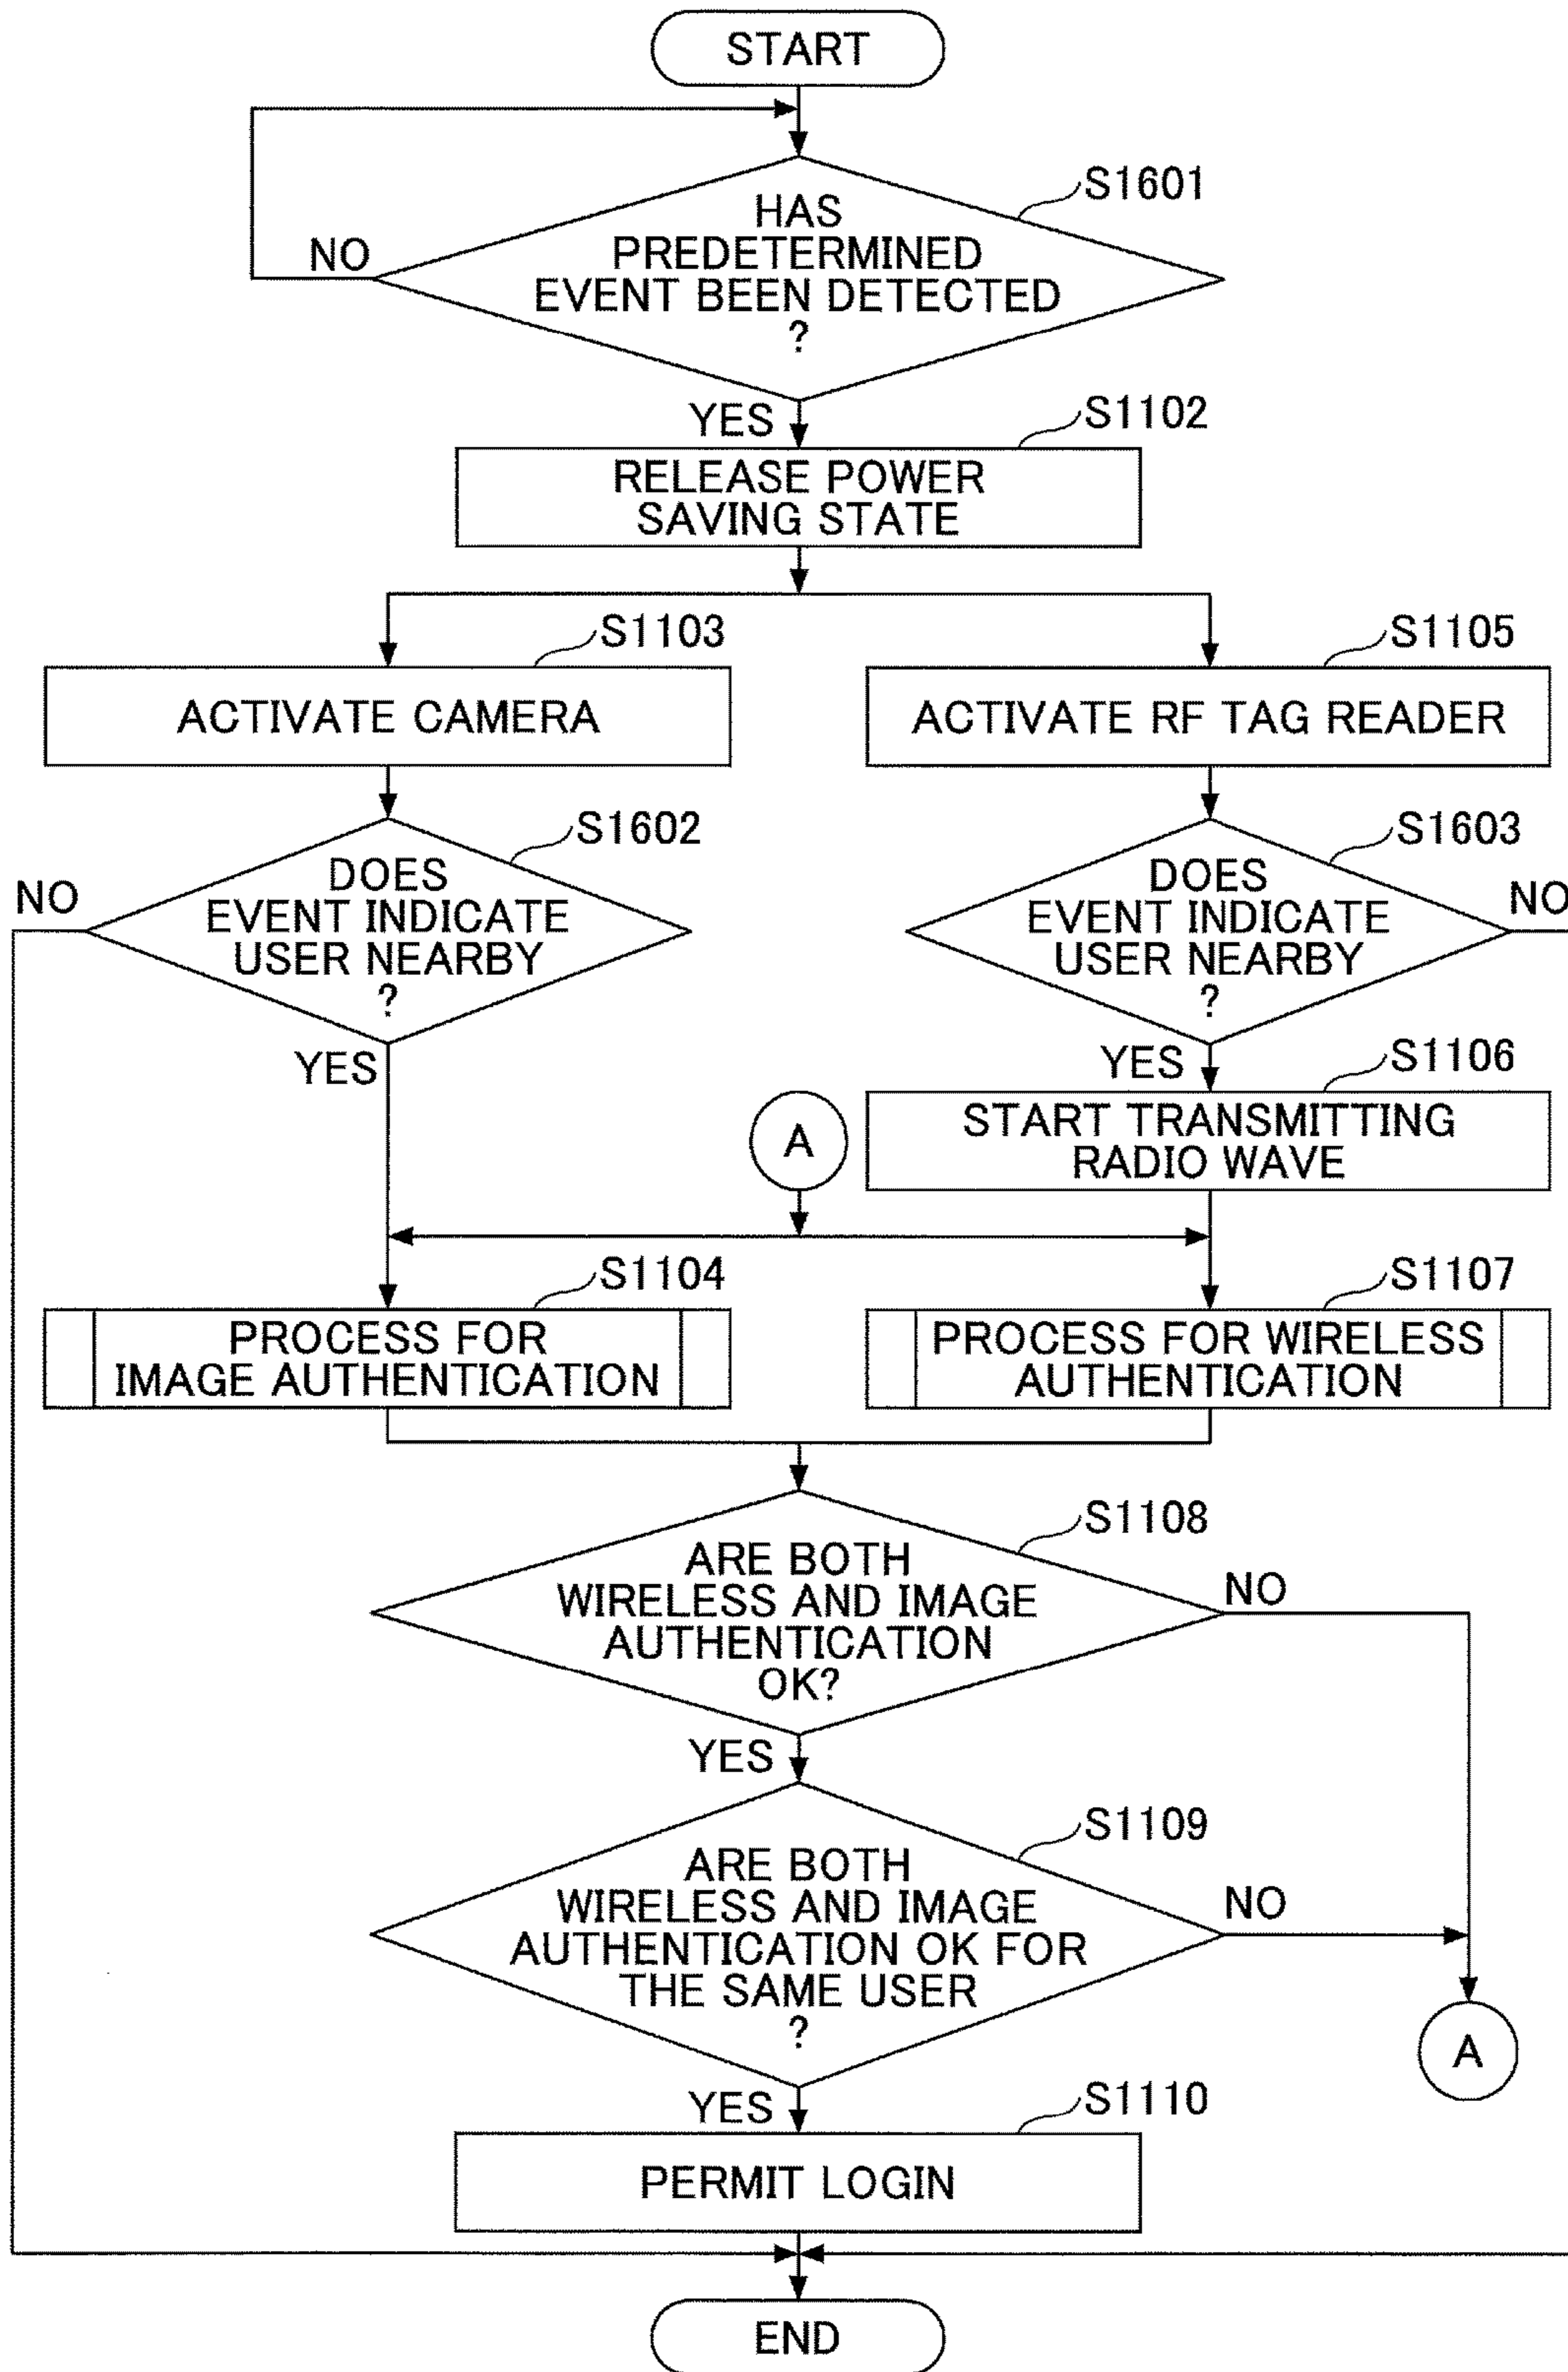 START
S1601
HAS
PREDETERMINED
EVENT BEEN DETECTED
?
NO
YES
S1102
RELEASE POWER
SAVING STATE
S1103
ACTIVATE CAMERA
S1105
ACTIVATE RF TAG READER
S1602
DOES
EVENT INDICATE
USER NEARBY
?
NO
YES
S1603
DOES
EVENT INDICATE
USER NEARBY
?
NO
YES
S1106
START TRANSMITTING
RADIO WAVE
A
S1104
PROCESS FOR
IMAGE AUTHENTICATION
S1107
PROCESS FOR WIRELESS
AUTHENTICATION
S1108
ARE BOTH
WIRELESS AND IMAGE
AUTHENTICATION
OK?
NO
YES
S1109
ARE BOTH
WIRELESS AND IMAGE
AUTHENTICATION OK FOR
THE SAME USER
?
NO
A
YES
S1110
PERMIT LOGIN
END